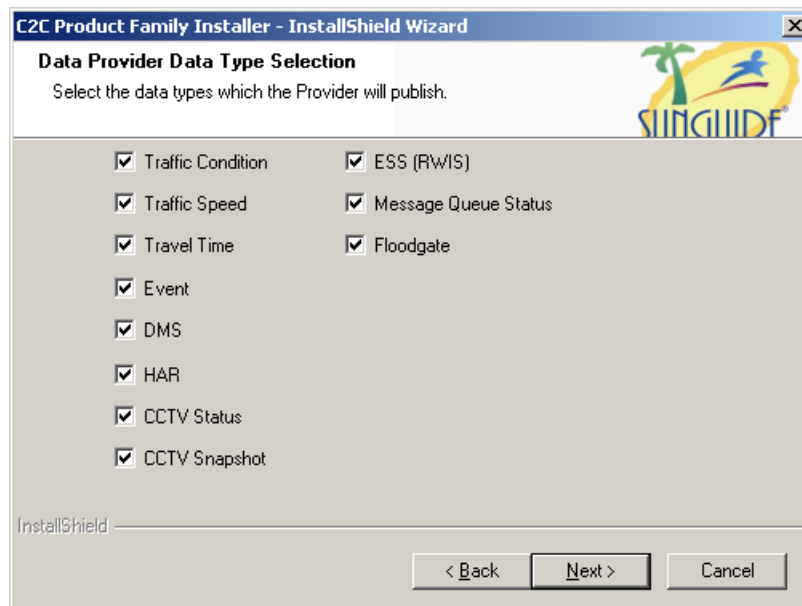 C2C Product Family Installer - InstallShield Wizard
Data Provider Data Type Selection
Select the data types which the Provider will publish.
SUNGUIDE®
Traffic Condition
Traffic Speed
Travel Time
Event
DMS
HAR
CCTV Status
CCTV Snapshot
ESS (RWIS)
Message Queue Status
Floodgate
InstallShield
< Back
Next >
Cancel